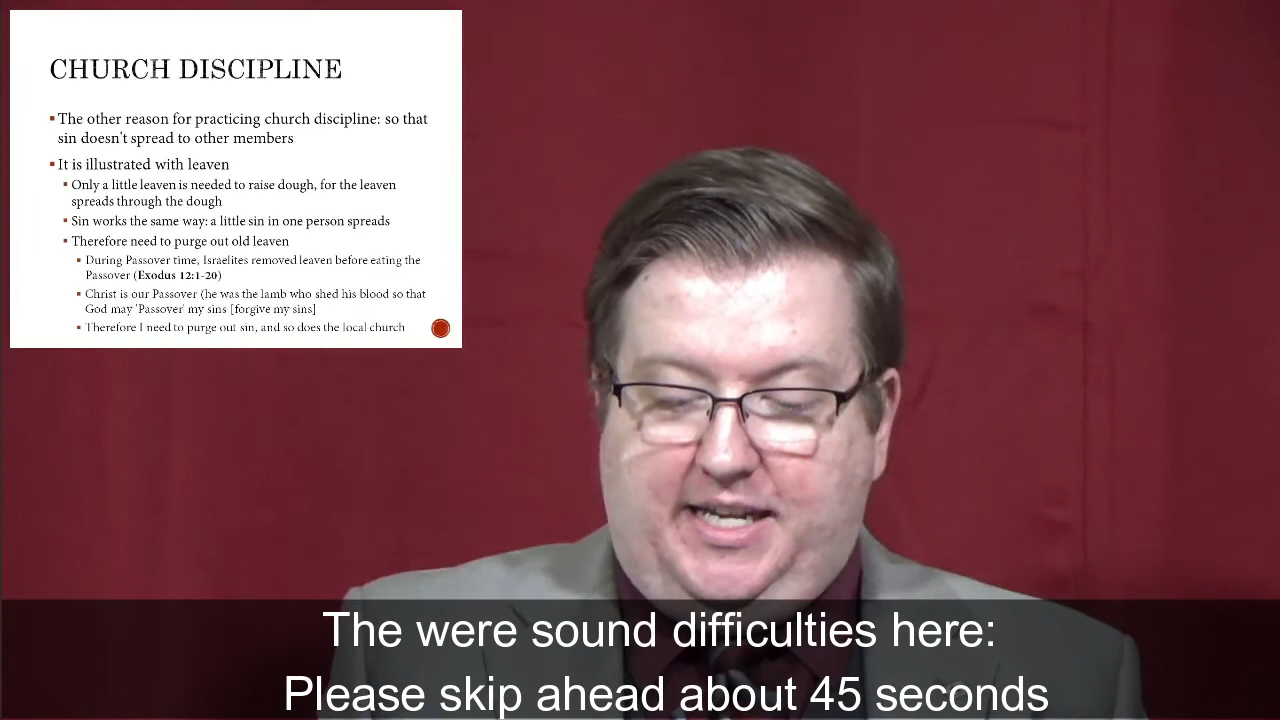 CHURCH DISCIPLINE
The other reason for practicing church discipline: so that
sin doesn't spread to other members
It is illustrated with leaven
Only a little leaven is needed to raise dough, for the leaven
spreads through the dough
Sin works the same way: a little sin in one person spreads
Therefore need to purge out old leaven
During Passover time, Israelites removed leaven before eating the
Passover (Exodus 12:1-20)
Christ is our Passover (he was the lamb who shed his blood so that
God may 'Passover' my sins [forgive my sins]
Therefore I need to purge out sin, and so does the local church
The were sound difficulties here:
Please skip ahead about 45 seconds